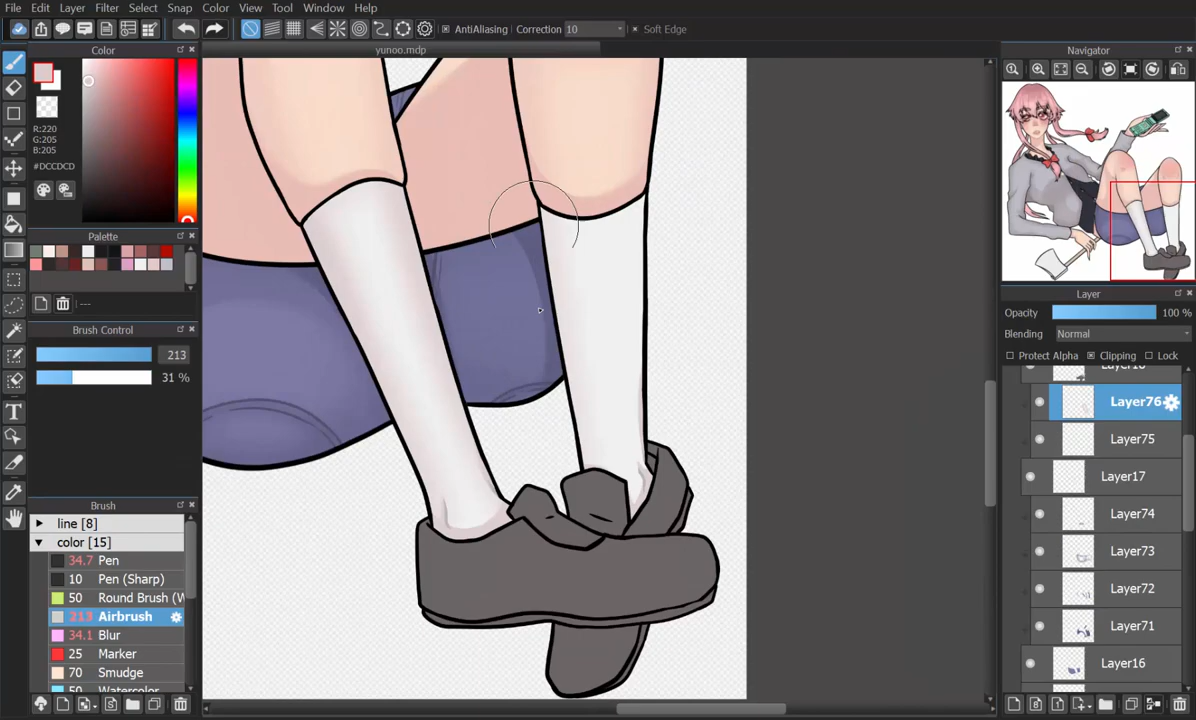 File Edit Layer Filter Select Snap Color View Tool Window Help
AntiAliasing Correction 10 Soft Edge
yunoo.mdp
Color
R:220
G:205
B:205
#DCCDCD
Palette
---
Brush Control
213
31 %
Brush
line [8]
color [15]
34.7 Pen
10 Pen (Sharp)
50 Round Brush (W
213 Airbrush
34.1 Blur
25 Marker
70 Smudge
50 Watercolor
Navigator
Layer
Opacity 100 %
Blending Normal
Protect Alpha Clipping Lock
Layer18
Layer76
Layer75
Layer17
Layer74
Layer73
Layer72
Layer71
Layer16